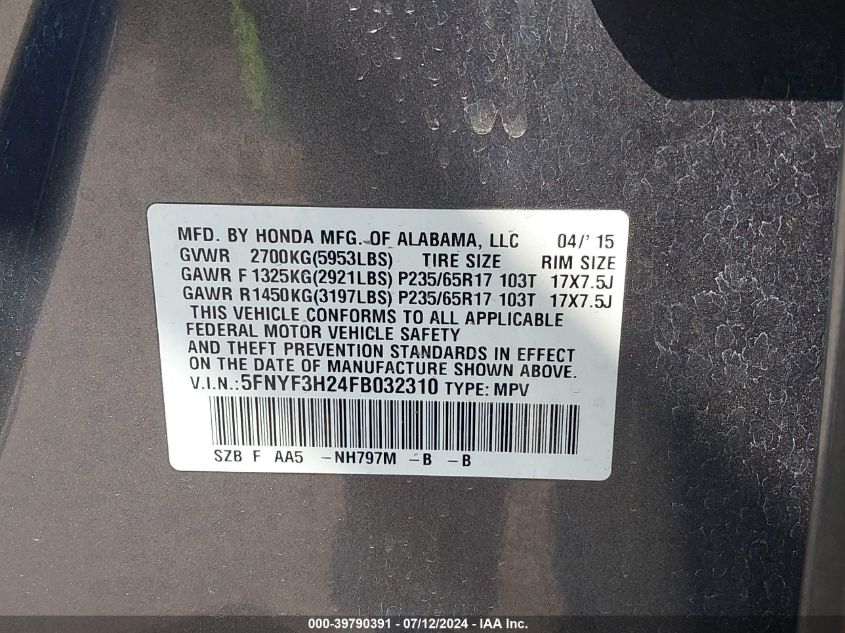 MFD. BY HONDA MFG. OF ALABAMA, LLC 04/' 15
GVWR 2700KG(5953LBS) TIRE SIZE RIM SIZE
GAWR F 1325KG(2921LBS) P235/65R17 103T 17X7.5J
GAWR R1450KG(3197LBS) P235/65R17 103T 17X7.5J
THIS VEHICLE CONFORMS TO ALL APPLICABLE
FEDERAL MOTOR VEHICLE SAFETY
AND THEFT PREVENTION STANDARDS IN EFFECT
ON THE DATE OF MANUFACTURE SHOWN ABOVE.
V.I.N.:5FNYF3H24FB032310 TYPE: MPV
SZB F AA5 -NH797M -B -B
000-39790391 - 07/12/2024 - IAA Inc.